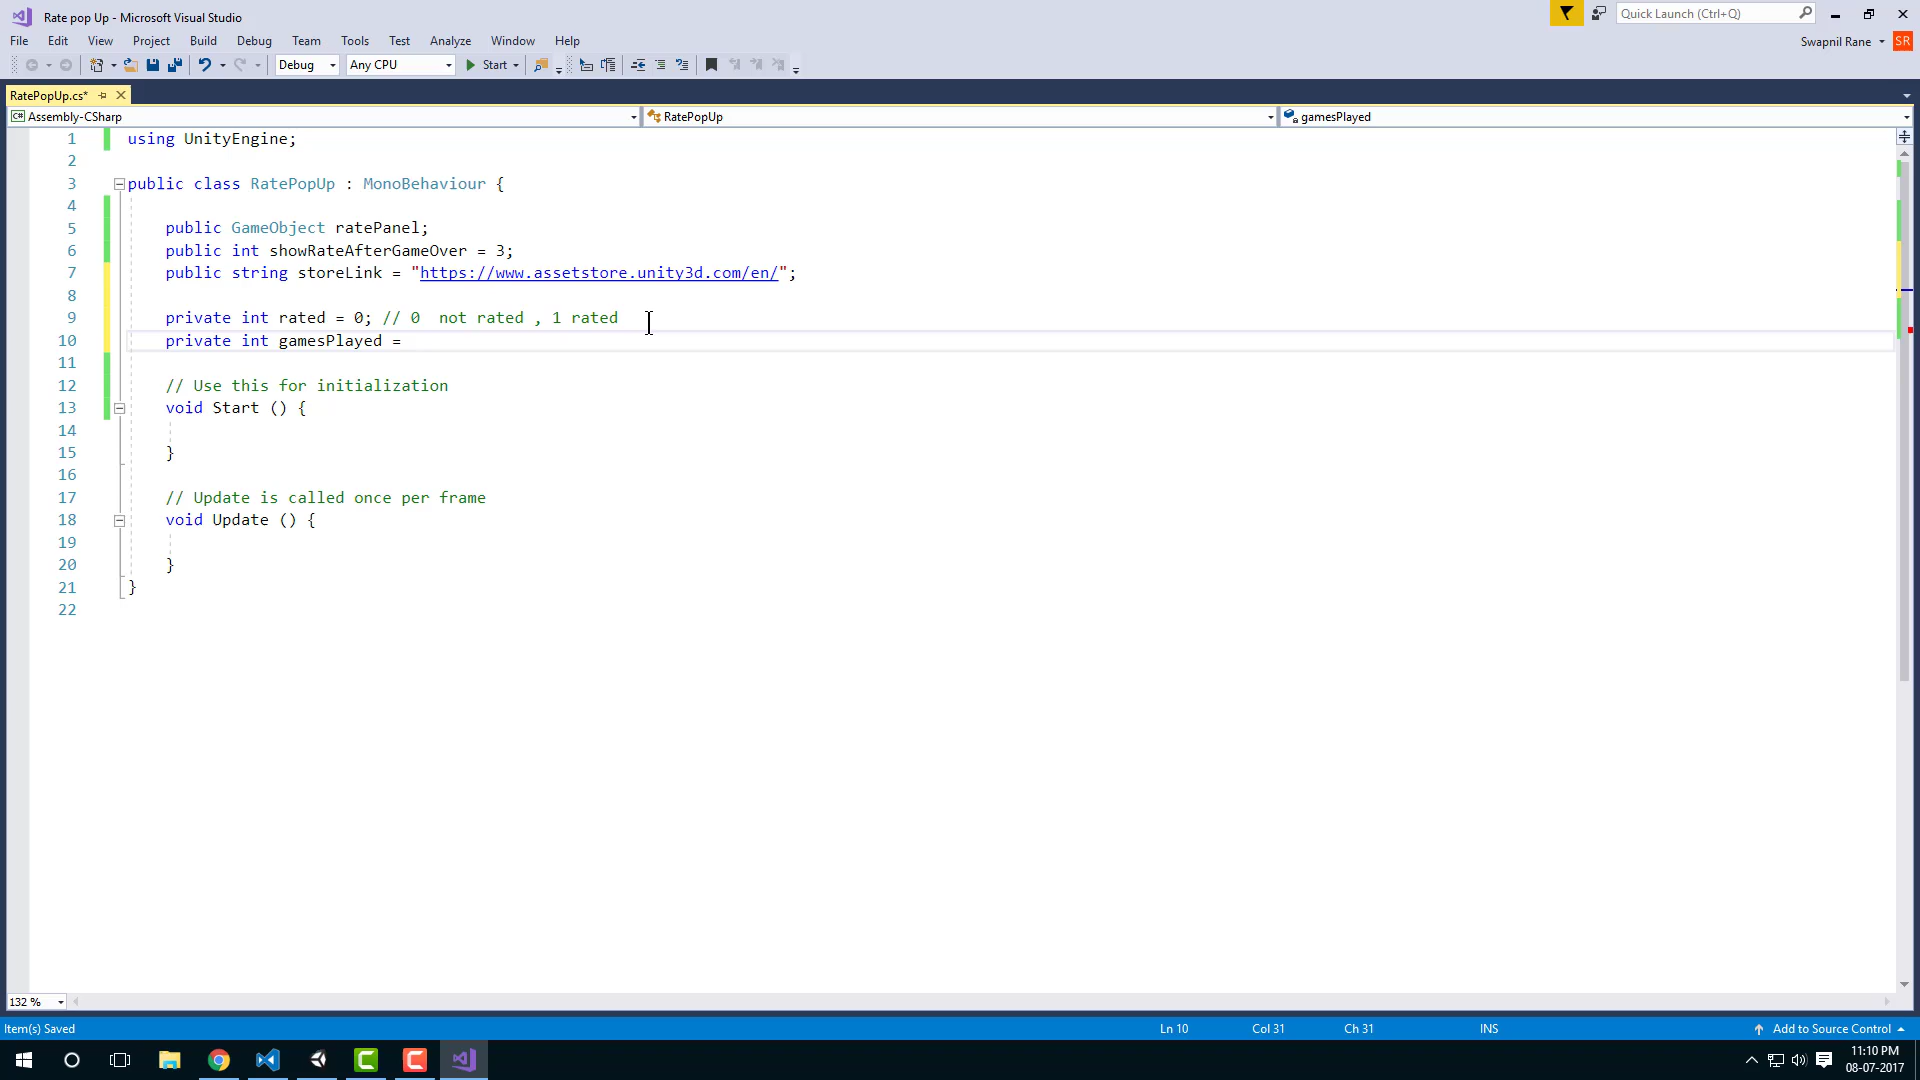 Rate pop Up - Microsoft Visual Studio
Quick Launch (Ctrl+Q)
File Edit View Project Build Debug Team Tools Test Analyze Window Help
Swapnil Rane SR
Debug Any CPU Start
RatePopUp.cs*
C# Assembly-CSharp RatePopUp gamesPlayed
1 using UnityEngine;
2
3 public class RatePopUp : MonoBehaviour {
4
5 public GameObject ratePanel;
6 public int showRateAfterGameOver = 3;
7 public string storeLink = "https://www.assetstore.unity3d.com/en/";
8
9 private int rated = 0; // 0  not rated , 1 rated
10 private int gamesPlayed =
11
12 // Use this for initialization
13 void Start () {
14
15 }
16
17 // Update is called once per frame
18 void Update () {
19
20 }
21 }
22
132 %
Item(s) Saved Ln 10 Col 31 Ch 31 INS Add to Source Control
11:10 PM
08-07-2017